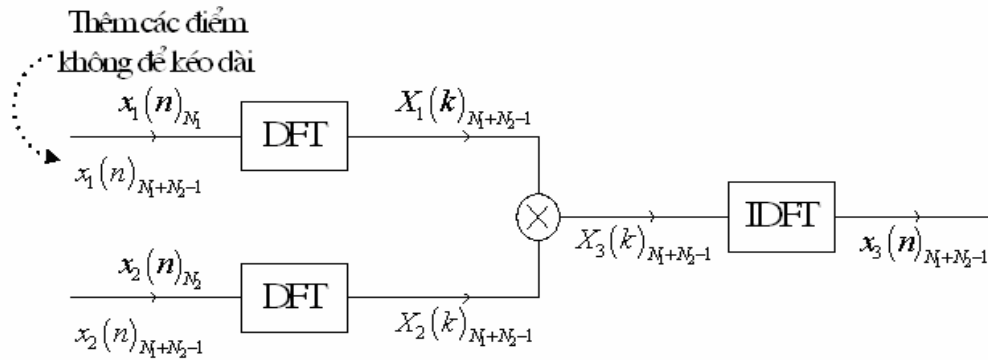 Thêm các điểm
không để kéo dài
x₁(n)_{N₁}
DFT
X₁(k)_{N₁+N₂-1}
x₁(n)_{N₁+N₂-1}
X₃(k)_{N₁+N₂-1}
IDFT
x₃(n)_{N₁+N₂-1}
x₂(n)_{N₂}
DFT
X₂(k)_{N₁+N₂-1}
x₂(n)_{N₁+N₂-1}